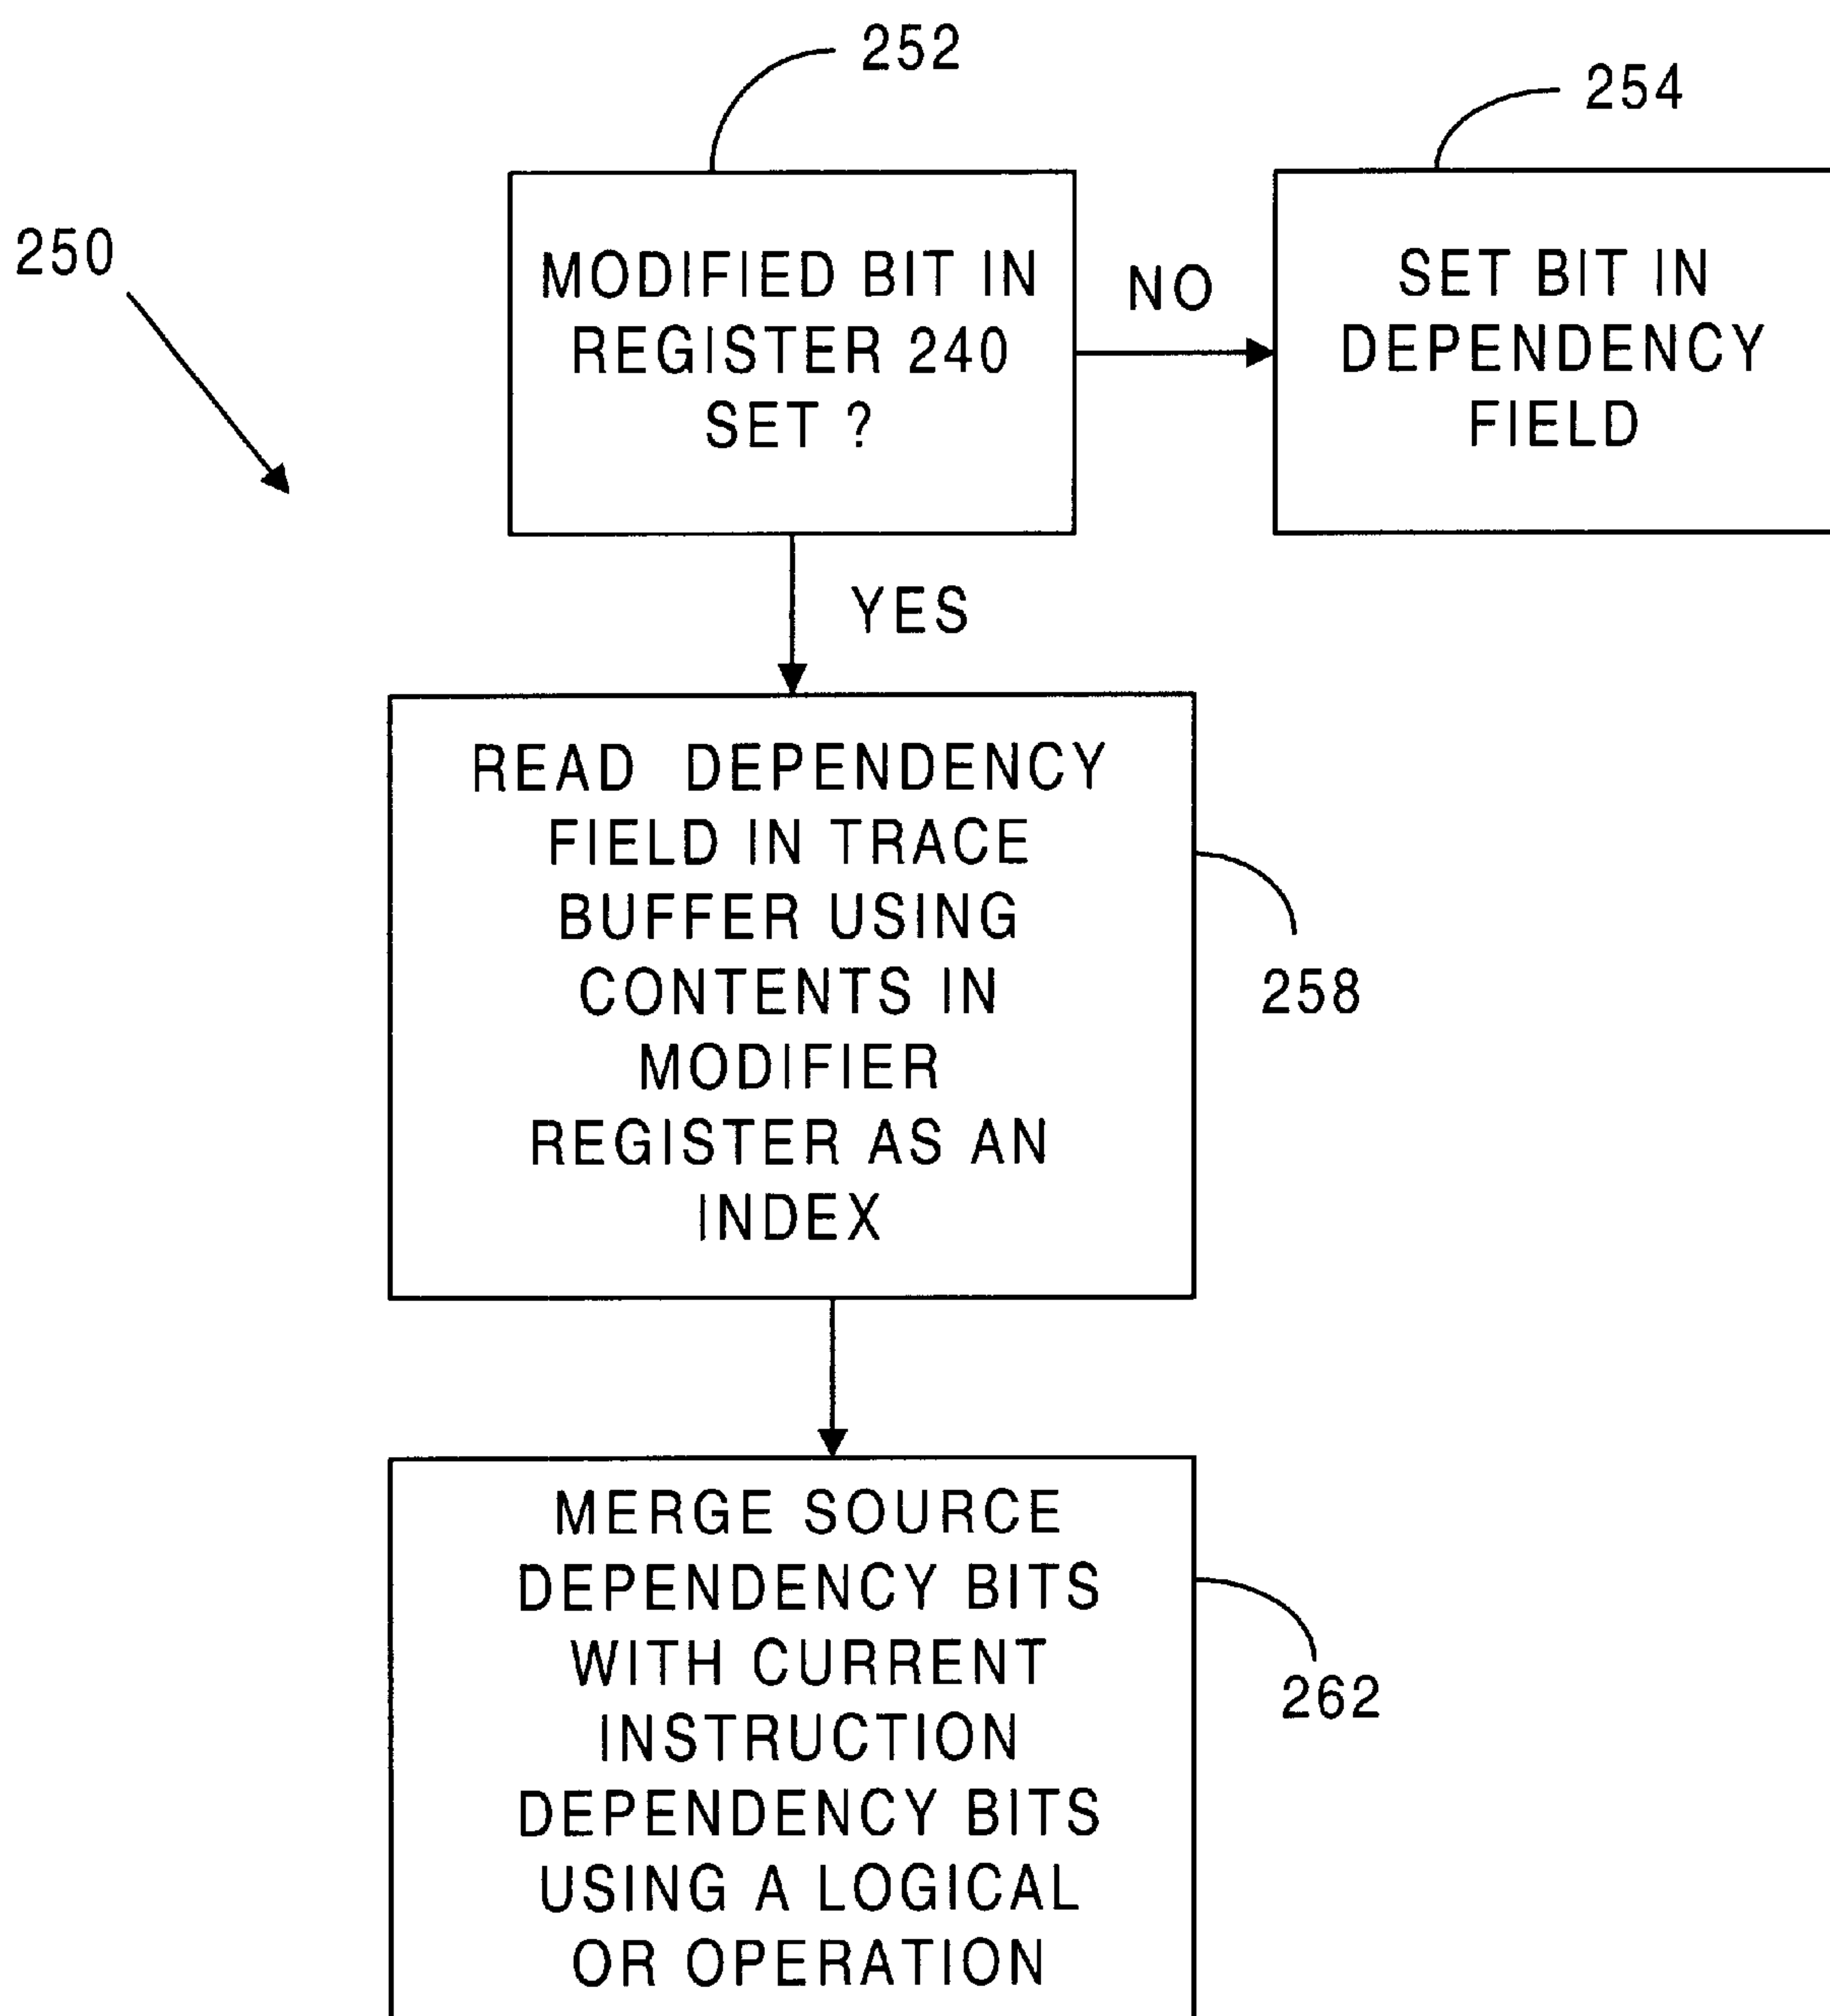 252
254
250
MODIFIED BIT IN
REGISTER 240
SET ?
NO
SET BIT IN
DEPENDENCY
FIELD
YES
READ DEPENDENCY
FIELD IN TRACE
BUFFER USING
CONTENTS IN
MODIFIER
REGISTER AS AN
INDEX
258
MERGE SOURCE
DEPENDENCY BITS
WITH CURRENT
INSTRUCTION
DEPENDENCY BITS
USING A LOGICAL
OR OPERATION
262